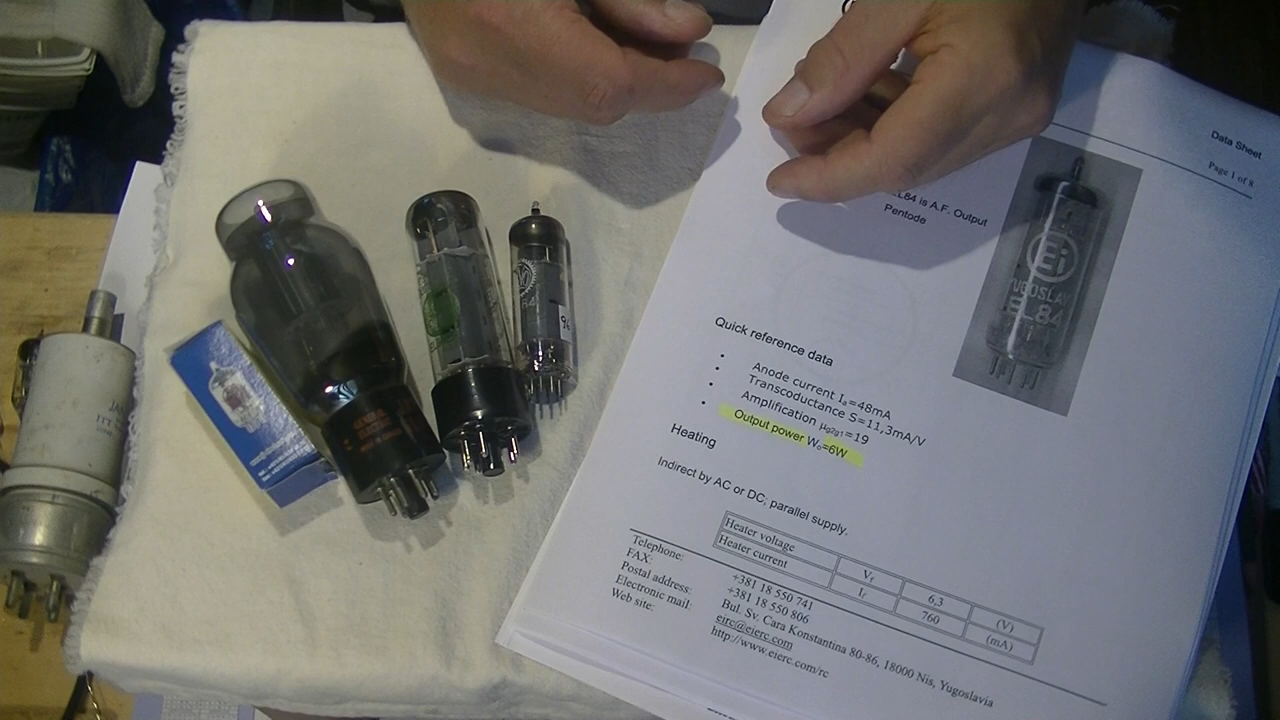 Data Sheet
Page 1 of 8
EL84 is A.F. Output
Pentode
Ei
YUGOSLAV
EL84
Quick reference data
• Anode current Ia=48mA
• Transcoductance S=11,3mA/V
• Amplification μg2g1=19
• Output power Wo=6W
Heating
Indirect by AC or DC; parallel supply.
Heater voltage Vf 6,3 (V)
Heater current If 760 (mA)
Telephone: +381 18 550 741
FAX: +381 18 550 806
Postal address: Bul. Sv. Cara Konstantina 80-86, 18000 Nis, Yugoslavia
Electronic mail: eirc@eierc.com
Web site: http://www.eierc.com/rc